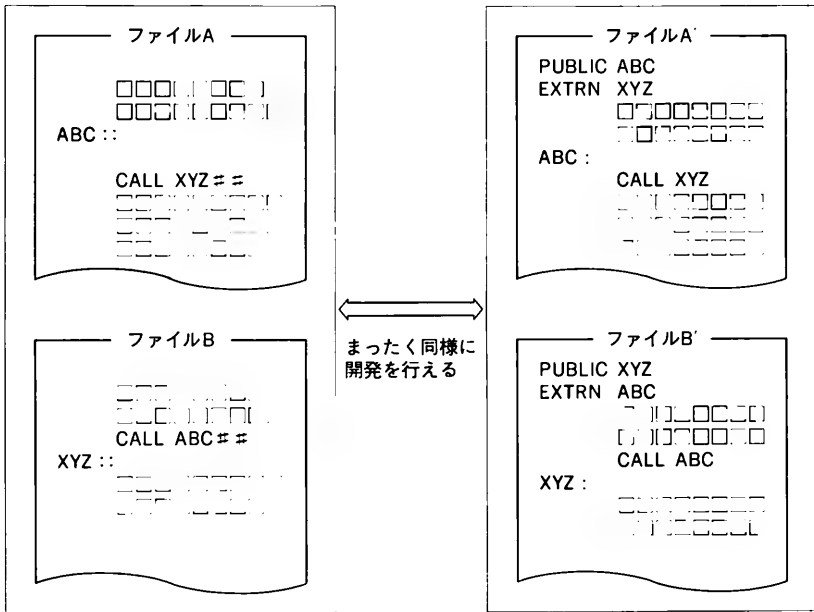 ファイルA
ABC ::
CALL XYZ##
ファイルB
CALL ABC##
XYZ ::
まったく同様に
開発を行える
ファイルA'
PUBLIC ABC
EXTRN XYZ
ABC :
CALL XYZ
ファイルB'
PUBLIC XYZ
EXTRN ABC
CALL ABC
XYZ :